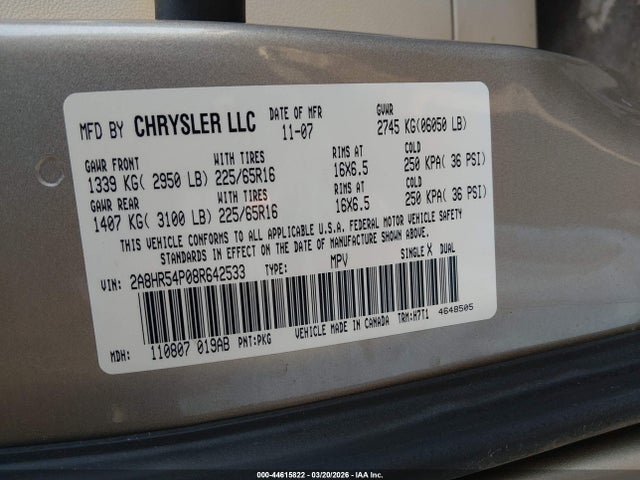 MFD BY CHRYSLER LLC DATE OF MFR 11-07 GVWR 2745 KG(06050 LB)
GAWR FRONT WITH TIRES RIMS AT COLD
1339 KG( 2950 LB) 225/65R16 16X6.5 250 KPA( 36 PSI)
GAWR REAR WITH TIRES RIMS AT COLD
1407 KG( 3100 LB) 225/65R16 16X6.5 250 KPA( 36 PSI)
THIS VEHICLE CONFORMS TO ALL APPLICABLE U.S.A. FEDERAL MOTOR VEHICLE SAFETY
STANDARDS IN EFFECT ON THE DATE OF MANUFACTURE SHOWN ABOVE.
VIN: 2A8HR54P08R642533 TYPE: MPV SINGLE X DUAL
MDH: 110807 019AB PNT:PKG VEHICLE MADE IN CANADA TRM:H7T1 4648505
000-44615822 — 03/20/2026 — IAA Inc.